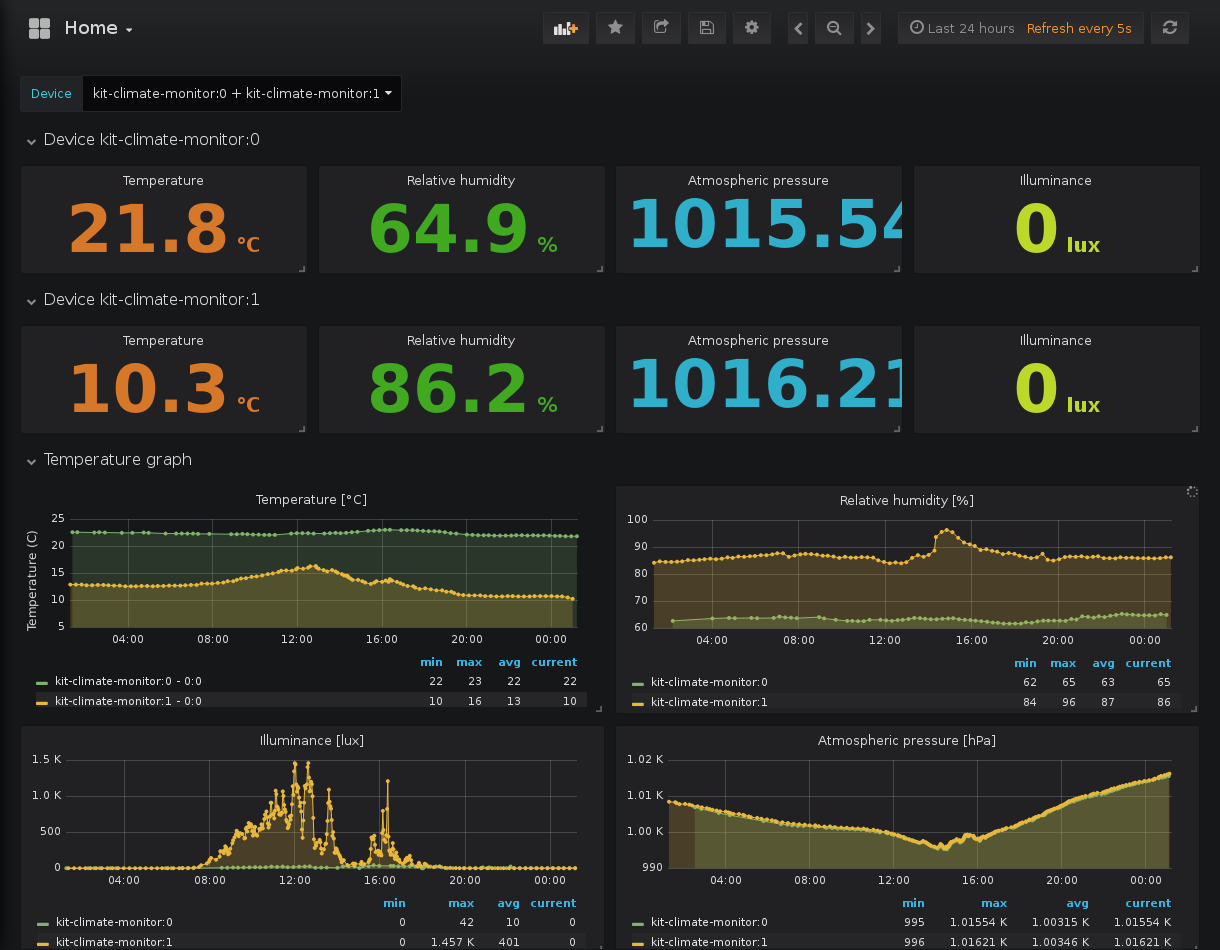 Home
Last 24 hours Refresh every 5s
Device kit-climate-monitor:0 + kit-climate-monitor:1
Device kit-climate-monitor:0
Temperature Relative humidity Atmospheric pressure Illuminance
21.8 °C 64.9 % 1015.54 0 lux
Device kit-climate-monitor:1
Temperature Relative humidity Atmospheric pressure Illuminance
10.3 °C 86.2 % 1016.21 0 lux
Temperature graph
Temperature [°C]
Temperature (C)
25
20
15
10
5
04:00 08:00 12:00 16:00 20:00 00:00
min max avg current
kit-climate-monitor:0 - 0:0 22 23 22 22
kit-climate-monitor:1 - 0:0 10 16 13 10
Relative humidity [%]
100
90
80
70
60
04:00 08:00 12:00 16:00 20:00 00:00
min max avg current
kit-climate-monitor:0 62 65 63 65
kit-climate-monitor:1 84 96 87 86
Illuminance [lux]
1.5 K
1.0 K
500
0
04:00 08:00 12:00 16:00 20:00 00:00
min max avg current
kit-climate-monitor:0 0 42 10 0
kit-climate-monitor:1 0 1.457 K 401 0
Atmospheric pressure [hPa]
1.02 K
1.01 K
1.00 K
990
04:00 08:00 12:00 16:00 20:00 00:00
min max avg current
kit-climate-monitor:0 995 1.01554 K 1.00315 K 1.01554 K
kit-climate-monitor:1 996 1.01621 K 1.00346 K 1.01621 K